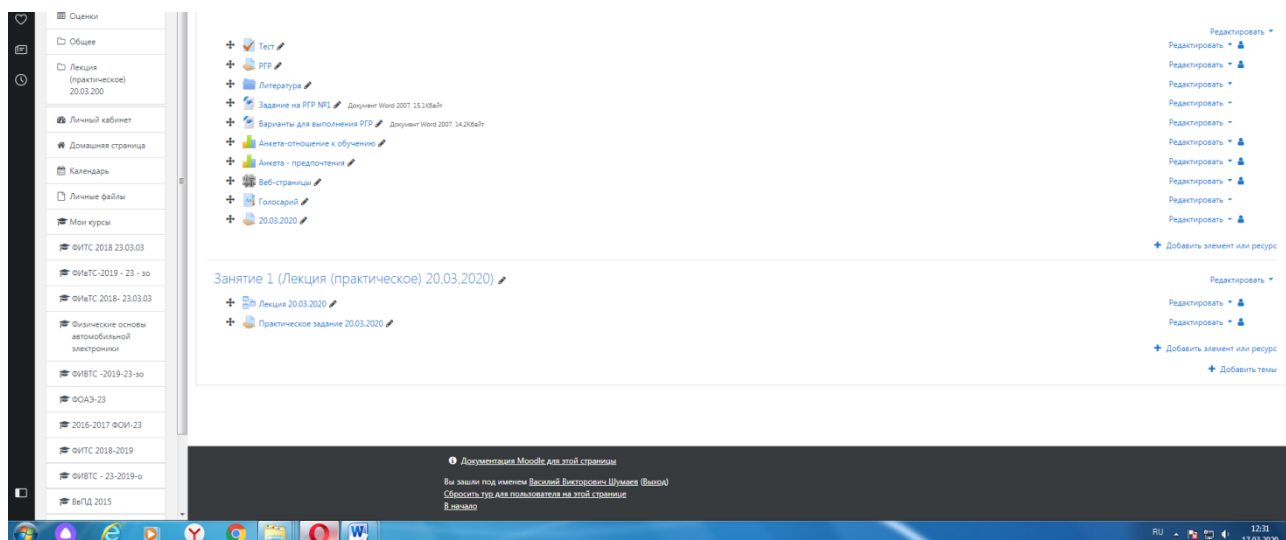 Оценки
Общее
Лекция
(практическое)
20.03.200
Личный кабинет
Домашняя страница
Календарь
Личные файлы
Мои курсы
ФИТС 2018 23.03.03
ФИвТС-2019 - 23 - зо
ФИвТС 2018- 23.03.03
Физические основы
автомобильной
электроники
ФИВТС -2019-23-зо
ФОАЭ-23
2016-2017 ФОИ-23
ФИТС 2018-2019
ФИВТС - 23-2019-о
ВвПД 2015
Редактировать
Тест Редактировать
РГР Редактировать
Литература Редактировать
Задание на РГР №1 Документ Word 2007, 15.1Кбайт Редактировать
Варианты для выполнения РГР Документ Word 2007, 14.2Кбайт Редактировать
Анкета-отношение к обучению Редактировать
Анкета - предпочтения Редактировать
Веб-страницы Редактировать
Голосарий Редактировать
20.03.2020 Редактировать
Добавить элемент или ресурс
Занятие 1 (Лекция (практическое) 20.03.2020) Редактировать
Лекция 20.03.2020 Редактировать
Практическое задание 20.03.2020 Редактировать
Добавить элемент или ресурс
Добавить темы
Документация Moodle для этой страницы
Вы зашли под именем Василий Викторович Шумаев (Выход)
Сбросить тур для пользователя на этой странице
В начало
RU 12:31
17.03.2020